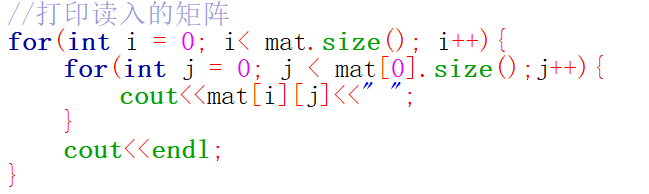 //打印读入的矩阵
for(int i = 0; i< mat.size(); i++){
    for(int j = 0; j < mat[0].size();j++){
        cout<<mat[i][j]<<" ";
    }
    cout<<endl;
}